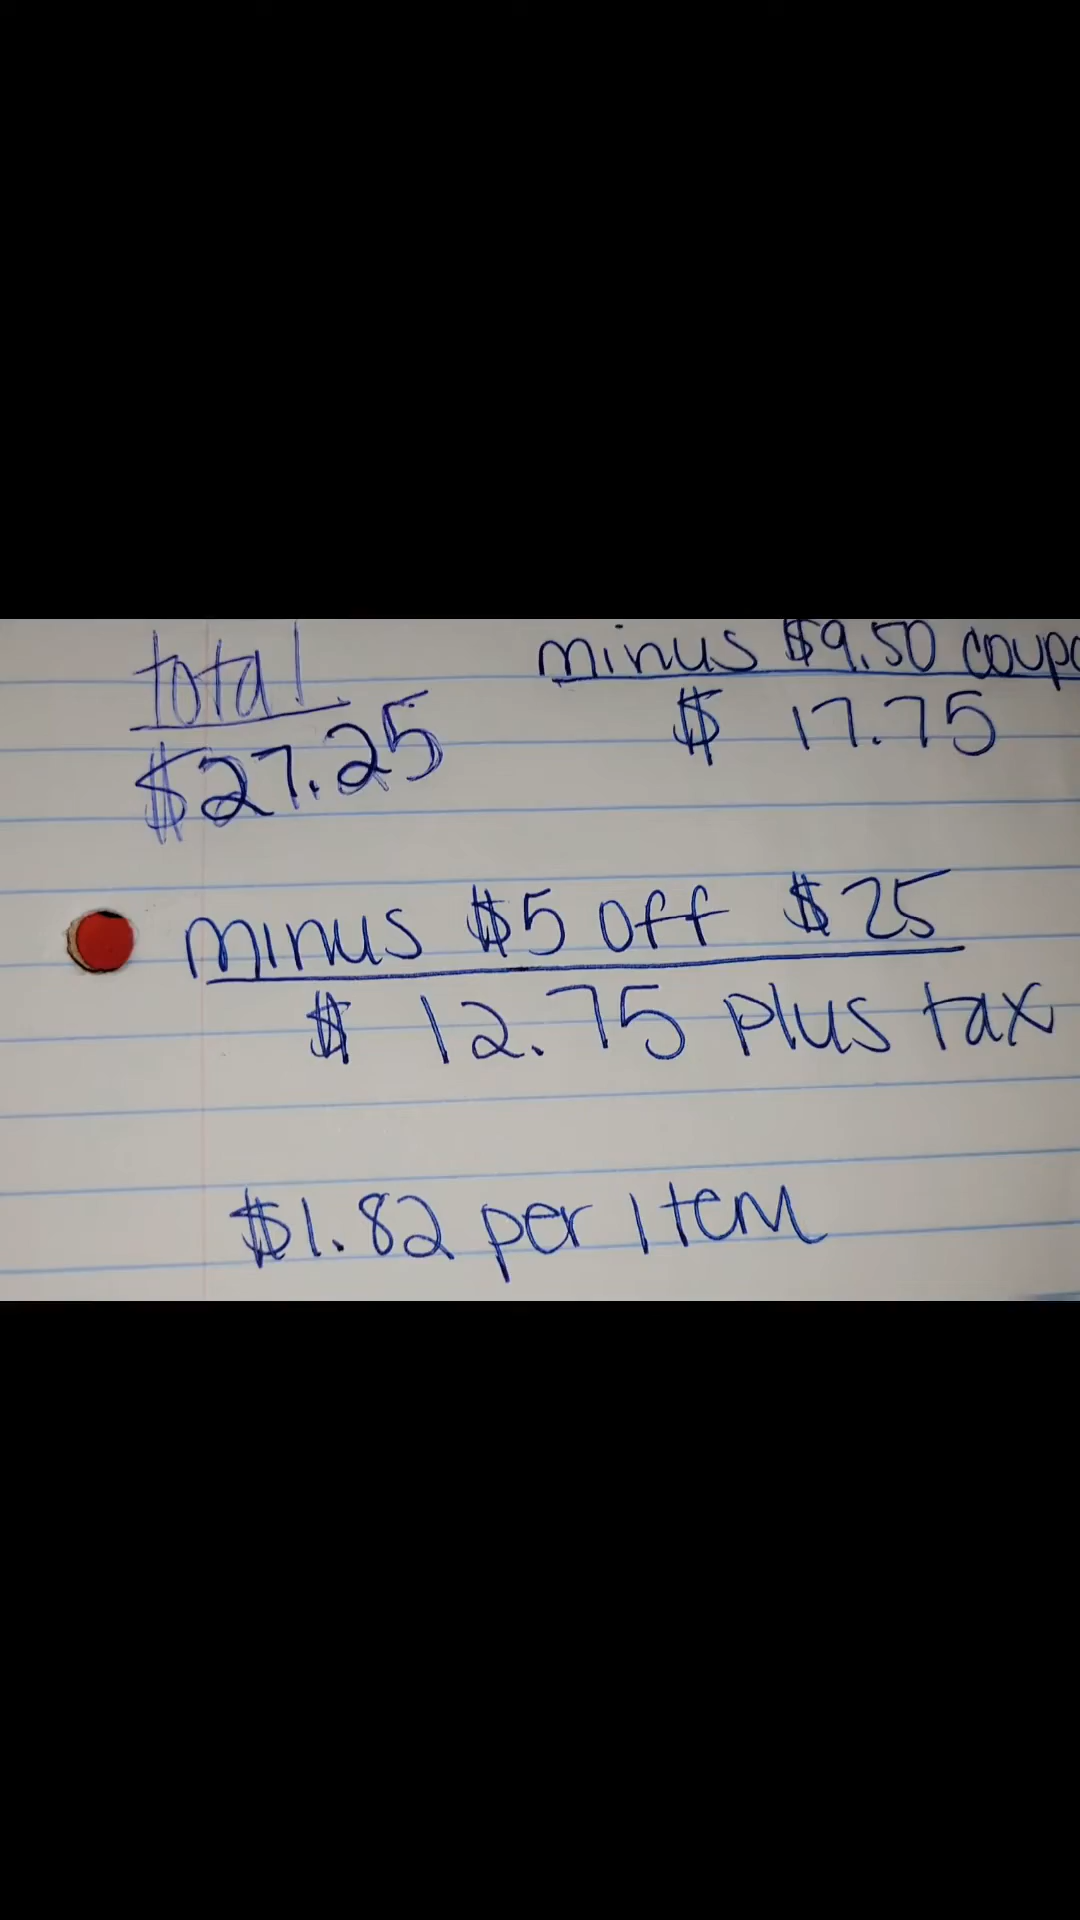 total
$27.25
minus $9.50 coupo
$ 17.75
minus $5 off $25
$ 12.75 plus tax
$1.82 per item